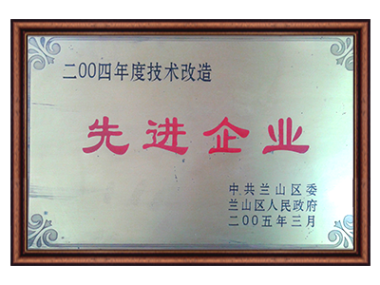 二00四年度技术改造
先进企业
中共兰山区委
兰山区人民政府
二00五年三月